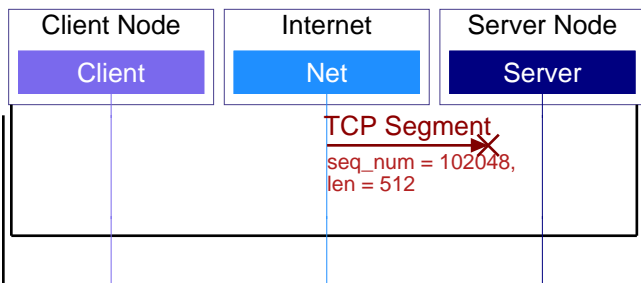 Client Node Internet Server Node
Client Net Server
TCP Segment
seq_num = 102048,
len = 512